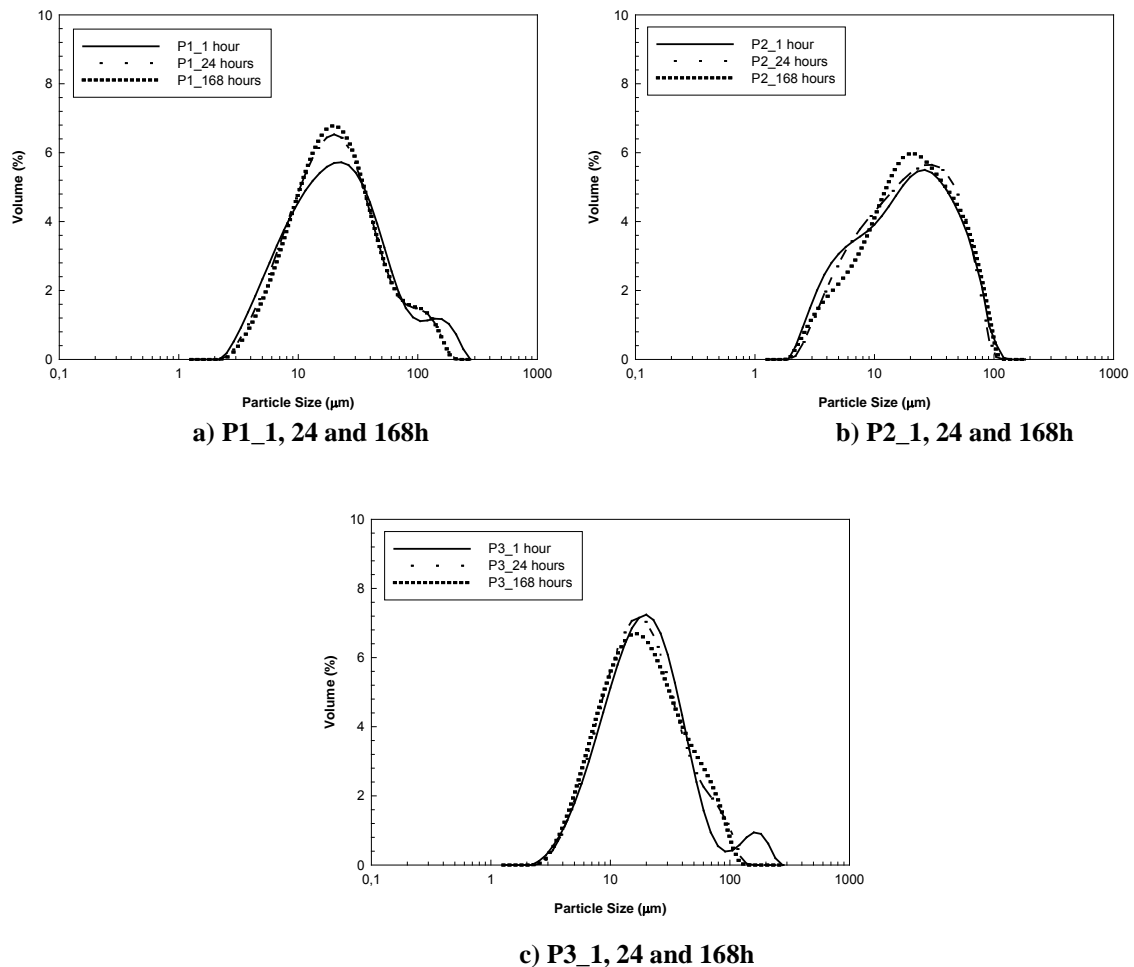 10
8
6
4
2
0
Volume (%)
P1_1 hour
P1_24 hours
P1_168 hours
0,1 1 10 100 1000
Particle Size (μm)
a) P1_1, 24 and 168h
10
8
6
4
2
0
Volume (%)
P2_1 hour
P2_24 hours
P2_168 hours
0,1 1 10 100 1000
Particle Size (μm)
b) P2_1, 24 and 168h
10
8
6
4
2
0
Volume (%)
P3_1 hour
P3_24 hours
P3_168 hours
0,1 1 10 100 1000
Particle Size (μm)
c) P3_1, 24 and 168h